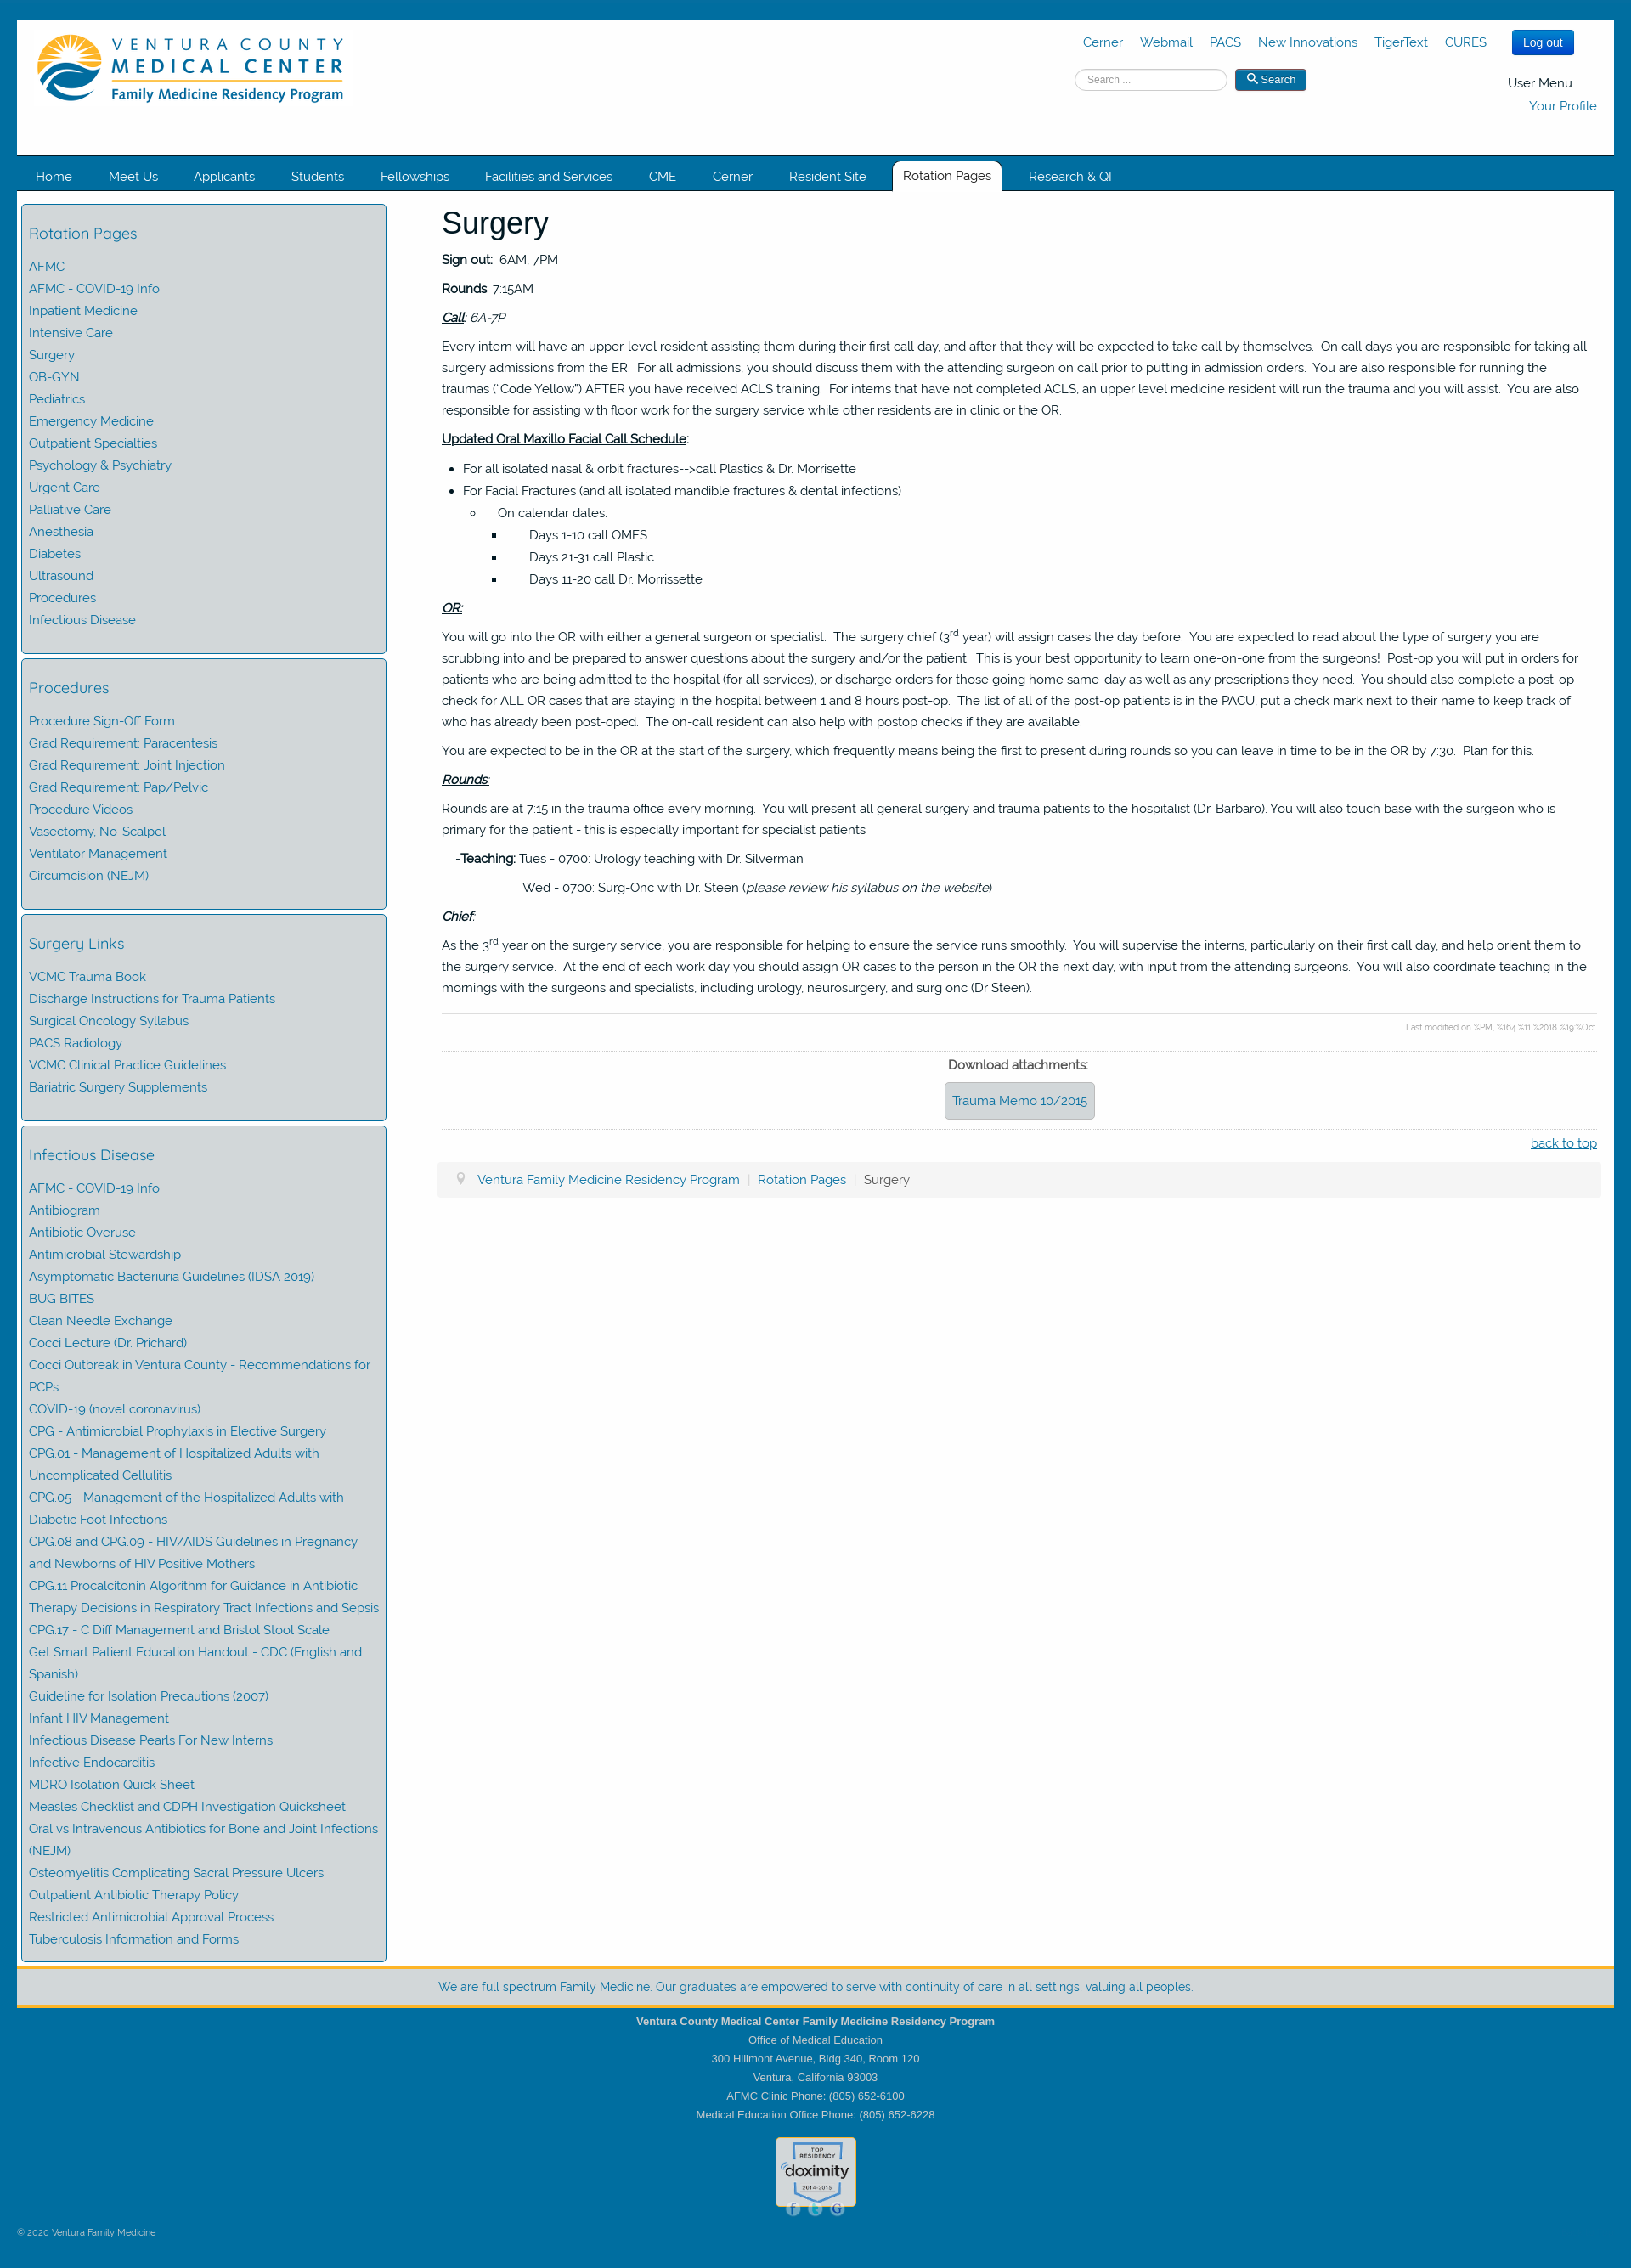 VENTURA COUNTY
MEDICAL CENTER
Family Medicine Residency Program
Cerner Webmail PACS New Innovations TigerText CURES Log out
Search ... Search
User Menu
Your Profile
Home Meet Us Applicants Students Fellowships Facilities and Services CME Cerner Resident Site Rotation Pages Research & QI
Rotation Pages
AFMC
AFMC - COVID-19 Info
Inpatient Medicine
Intensive Care
Surgery
OB-GYN
Pediatrics
Emergency Medicine
Outpatient Specialties
Psychology & Psychiatry
Urgent Care
Palliative Care
Anesthesia
Diabetes
Ultrasound
Procedures
Infectious Disease
Procedures
Procedure Sign-Off Form
Grad Requirement: Paracentesis
Grad Requirement: Joint Injection
Grad Requirement: Pap/Pelvic
Procedure Videos
Vasectomy, No-Scalpel
Ventilator Management
Circumcision (NEJM)
Surgery Links
VCMC Trauma Book
Discharge Instructions for Trauma Patients
Surgical Oncology Syllabus
PACS Radiology
VCMC Clinical Practice Guidelines
Bariatric Surgery Supplements
Infectious Disease
AFMC - COVID-19 Info
Antibiogram
Antibiotic Overuse
Antimicrobial Stewardship
Asymptomatic Bacteriuria Guidelines (IDSA 2019)
BUG BITES
Clean Needle Exchange
Cocci Lecture (Dr. Prichard)
Cocci Outbreak in Ventura County - Recommendations for
PCPs
COVID-19 (novel coronavirus)
CPG - Antimicrobial Prophylaxis in Elective Surgery
CPG.01 - Management of Hospitalized Adults with
Uncomplicated Cellulitis
CPG.05 - Management of the Hospitalized Adults with
Diabetic Foot Infections
CPG.08 and CPG.09 - HIV/AIDS Guidelines in Pregnancy
and Newborns of HIV Positive Mothers
CPG.11 Procalcitonin Algorithm for Guidance in Antibiotic
Therapy Decisions in Respiratory Tract Infections and Sepsis
CPG.17 - C Diff Management and Bristol Stool Scale
Get Smart Patient Education Handout - CDC (English and
Spanish)
Guideline for Isolation Precautions (2007)
Infant HIV Management
Infectious Disease Pearls For New Interns
Infective Endocarditis
MDRO Isolation Quick Sheet
Measles Checklist and CDPH Investigation Quicksheet
Oral vs Intravenous Antibiotics for Bone and Joint Infections
(NEJM)
Osteomyelitis Complicating Sacral Pressure Ulcers
Outpatient Antibiotic Therapy Policy
Restricted Antimicrobial Approval Process
Tuberculosis Information and Forms
Surgery
Sign out: 6AM, 7PM
Rounds: 7:15AM
Call: 6A-7P
Every intern will have an upper-level resident assisting them during their first call day, and after that they will be expected to take call by themselves. On call days you are responsible for taking all
surgery admissions from the ER. For all admissions, you should discuss them with the attending surgeon on call prior to putting in admission orders. You are also responsible for running the
traumas (“Code Yellow”) AFTER you have received ACLS training. For interns that have not completed ACLS, an upper level medicine resident will run the trauma and you will assist. You are also
responsible for assisting with floor work for the surgery service while other residents are in clinic or the OR.
Updated Oral Maxillo Facial Call Schedule:
• For all isolated nasal & orbit fractures-->call Plastics & Dr. Morrisette
• For Facial Fractures (and all isolated mandible fractures & dental infections)
○ On calendar dates:
▪ Days 1-10 call OMFS
▪ Days 21-31 call Plastic
▪ Days 11-20 call Dr. Morrissette
OR:
You will go into the OR with either a general surgeon or specialist. The surgery chief (3rd year) will assign cases the day before. You are expected to read about the type of surgery you are
scrubbing into and be prepared to answer questions about the surgery and/or the patient. This is your best opportunity to learn one-on-one from the surgeons! Post-op you will put in orders for
patients who are being admitted to the hospital (for all services), or discharge orders for those going home same-day as well as any prescriptions they need. You should also complete a post-op
check for ALL OR cases that are staying in the hospital between 1 and 8 hours post-op. The list of all of the post-op patients is in the PACU, put a check mark next to their name to keep track of
who has already been post-oped. The on-call resident can also help with postop checks if they are available.
You are expected to be in the OR at the start of the surgery, which frequently means being the first to present during rounds so you can leave in time to be in the OR by 7:30. Plan for this.
Rounds:
Rounds are at 7:15 in the trauma office every morning. You will present all general surgery and trauma patients to the hospitalist (Dr. Barbaro). You will also touch base with the surgeon who is
primary for the patient - this is especially important for specialist patients
-Teaching: Tues - 0700: Urology teaching with Dr. Silverman
Wed - 0700: Surg-Onc with Dr. Steen (please review his syllabus on the website)
Chief:
As the 3rd year on the surgery service, you are responsible for helping to ensure the service runs smoothly. You will supervise the interns, particularly on their first call day, and help orient them to
the surgery service. At the end of each work day you should assign OR cases to the person in the OR the next day, with input from the attending surgeons. You will also coordinate teaching in the
mornings with the surgeons and specialists, including urology, neurosurgery, and surg onc (Dr Steen).
Last modified on %PM, %164 %11 %2018 %19:%Oct
Download attachments:
Trauma Memo 10/2015
back to top
Ventura Family Medicine Residency Program | Rotation Pages | Surgery
We are full spectrum Family Medicine. Our graduates are empowered to serve with continuity of care in all settings, valuing all peoples.
Ventura County Medical Center Family Medicine Residency Program
Office of Medical Education
300 Hillmont Avenue, Bldg 340, Room 120
Ventura, California 93003
AFMC Clinic Phone: (805) 652-6100
Medical Education Office Phone: (805) 652-6228
TOP
RESIDENCY
doximity
2014-2015
f t G
© 2020 Ventura Family Medicine